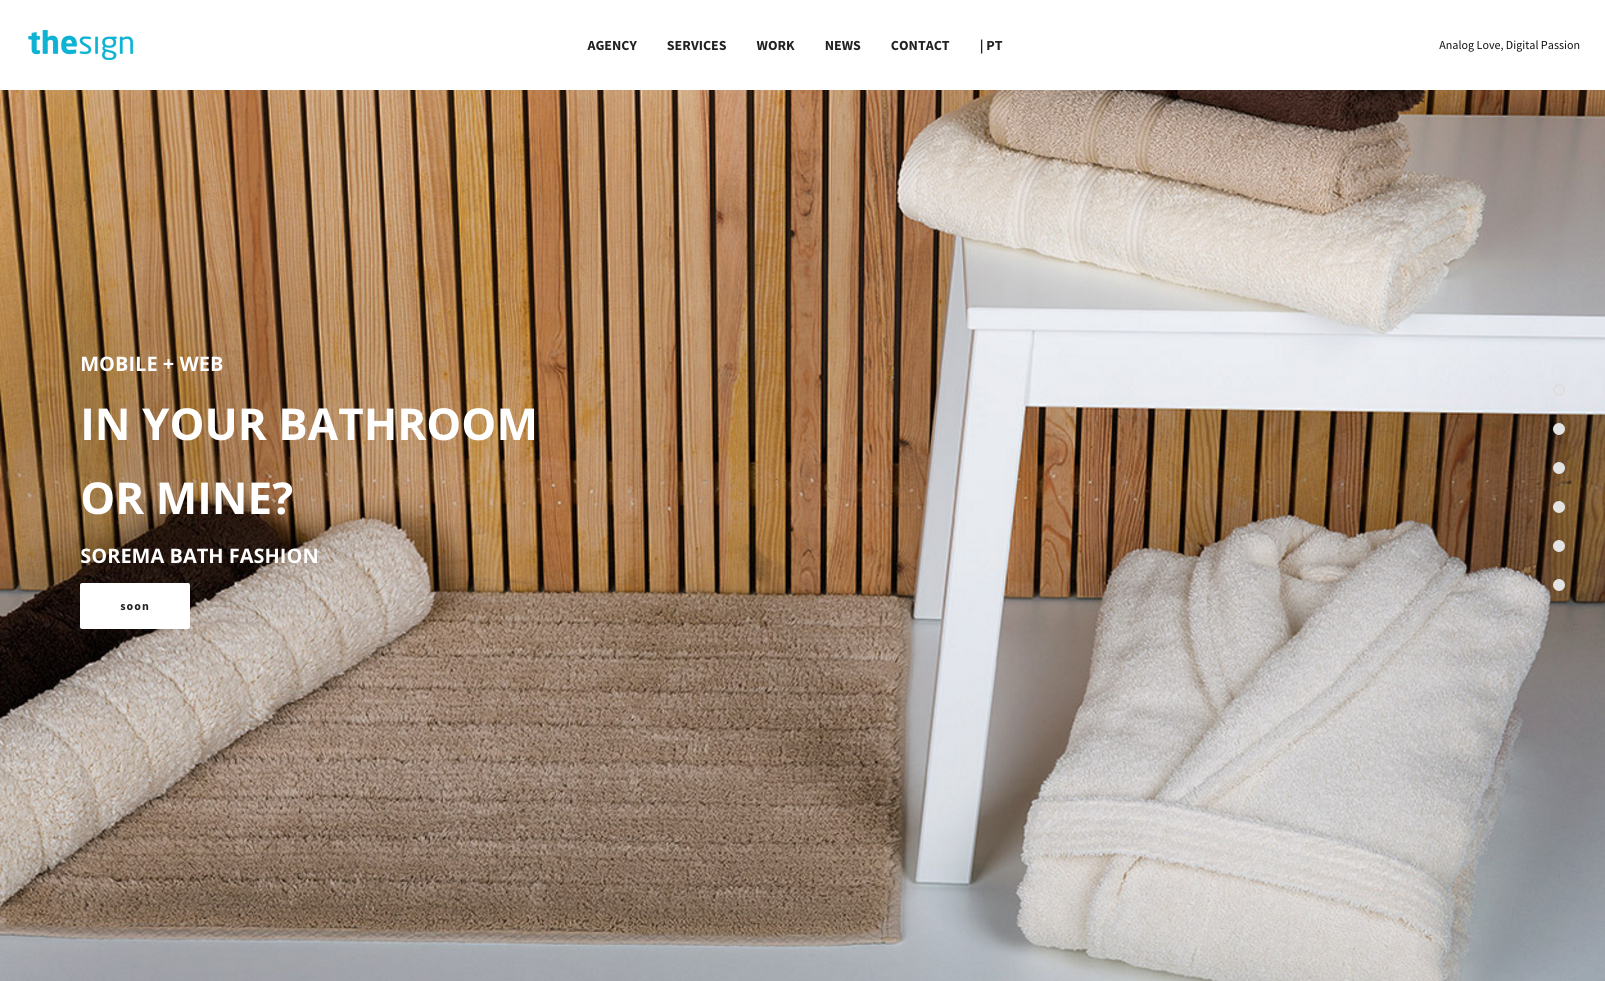 thesign
AGENCY SERVICES WORK NEWS CONTACT | PT
Analog Love, Digital Passion
MOBILE + WEB
IN YOUR BATHROOM
OR MINE?
SOREMA BATH FASHION
soon